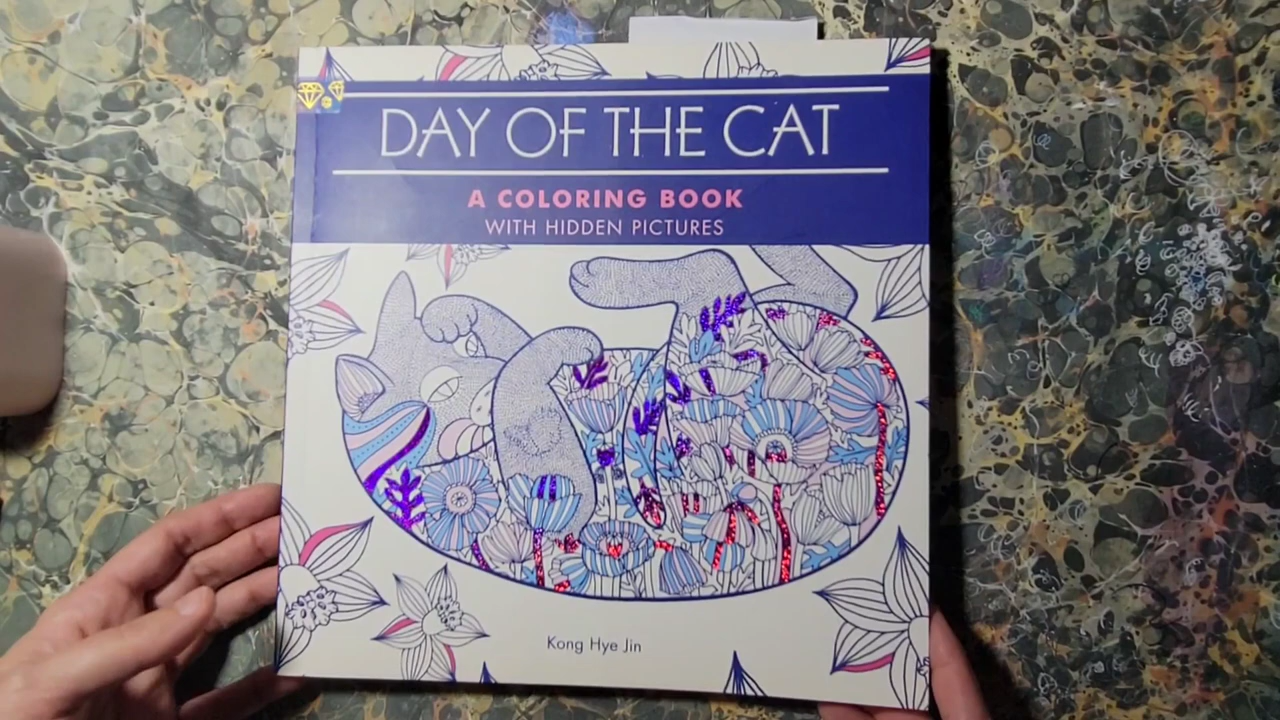 DAY OF THE CAT
A COLORING BOOK
WITH HIDDEN PICTURES
Kong Hye Jin